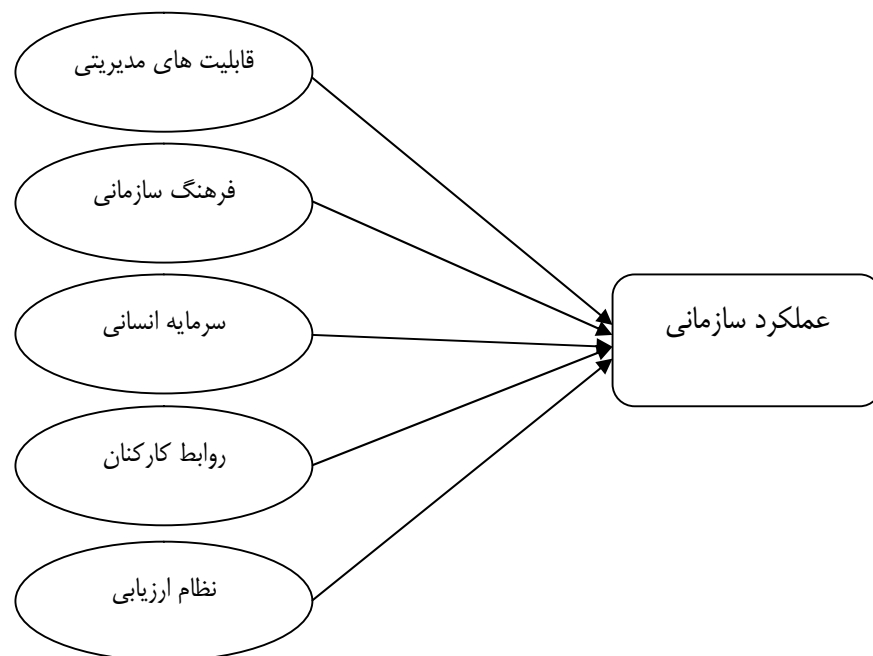 قابلیت های مدیریتی
فرهنگ سازمانی
سرمایه انسانی
عملکرد سازمانی
روابط کارکنان
نظام ارزیابی